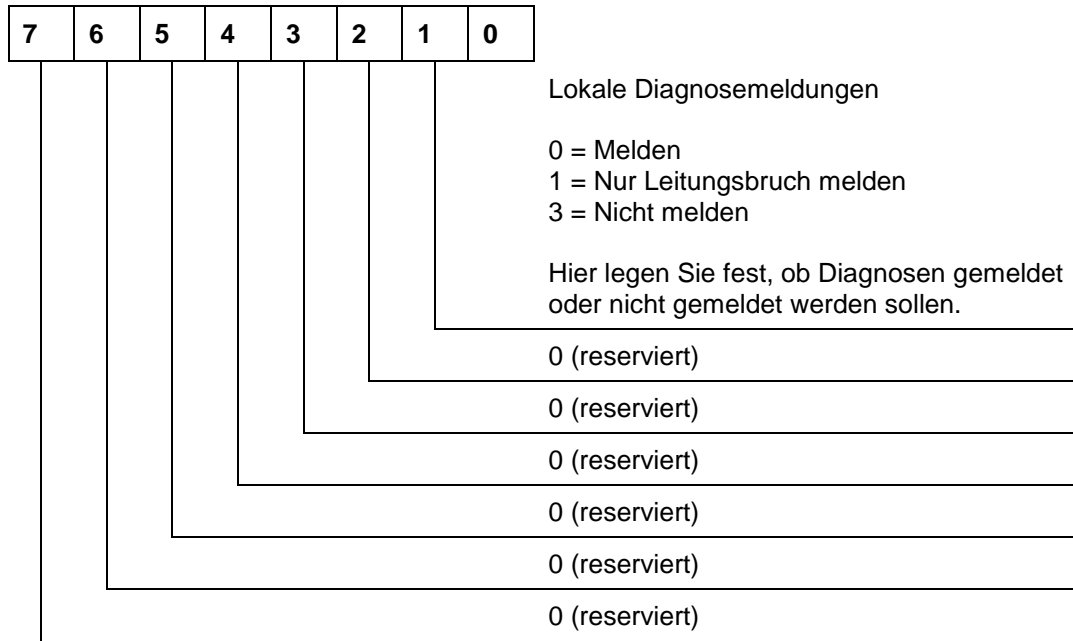 7 6 5 4 3 2 1 0
Lokale Diagnosemeldungen
0 = Melden
1 = Nur Leitungsbruch melden
3 = Nicht melden
Hier legen Sie fest, ob Diagnosen gemeldet
oder nicht gemeldet werden sollen.
0 (reserviert)
0 (reserviert)
0 (reserviert)
0 (reserviert)
0 (reserviert)
0 (reserviert)